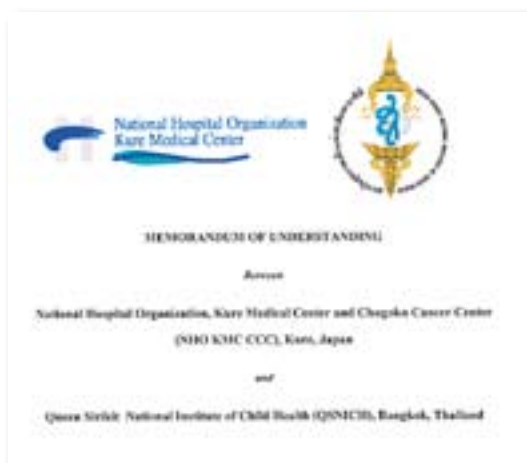 National Hospital Organization
Kure Medical Center
MEMORANDUM OF UNDERSTANDING
Between
National Hospital Organization, Kure Medical Center and Chugoku Cancer Center
(NHO KMC CCC), Kure, Japan
and
Queen Sirikit National Institute of Child Health (QSNICH), Bangkok, Thailand